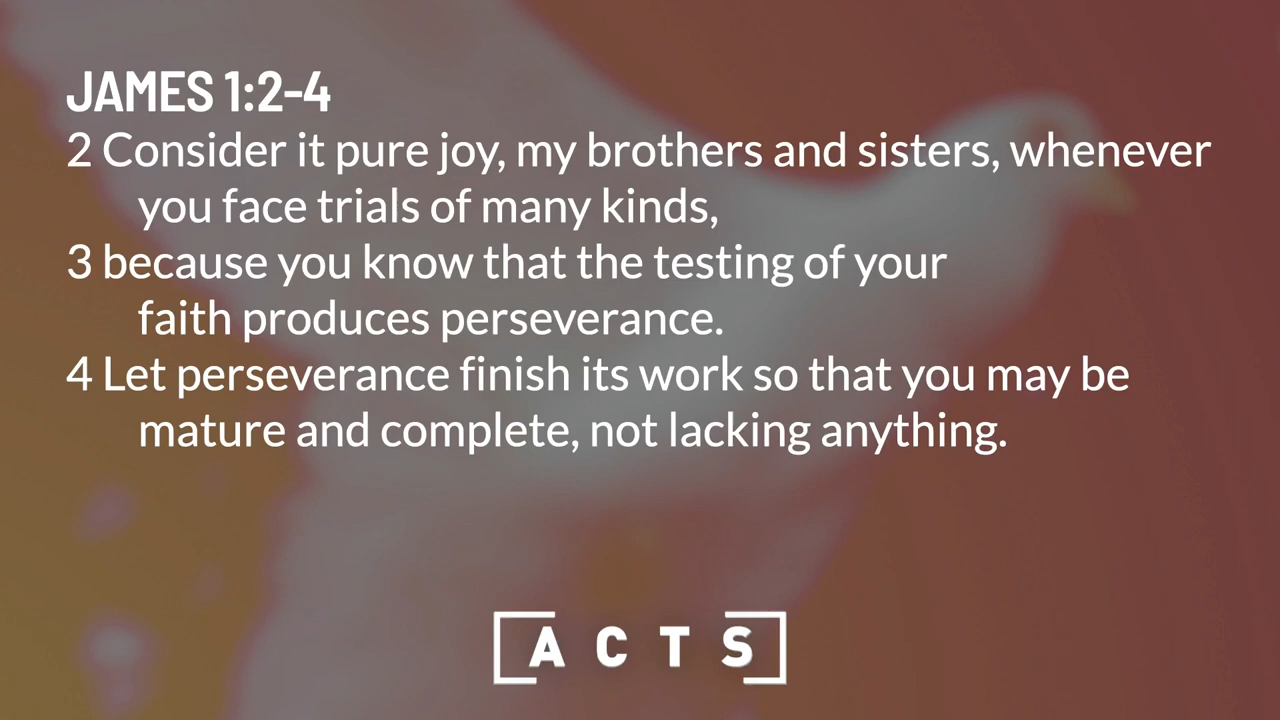 JAMES 1:2-4
2 Consider it pure joy, my brothers and sisters, whenever
you face trials of many kinds,
3 because you know that the testing of your
faith produces perseverance.
4 Let perseverance finish its work so that you may be
mature and complete, not lacking anything.
ACTS